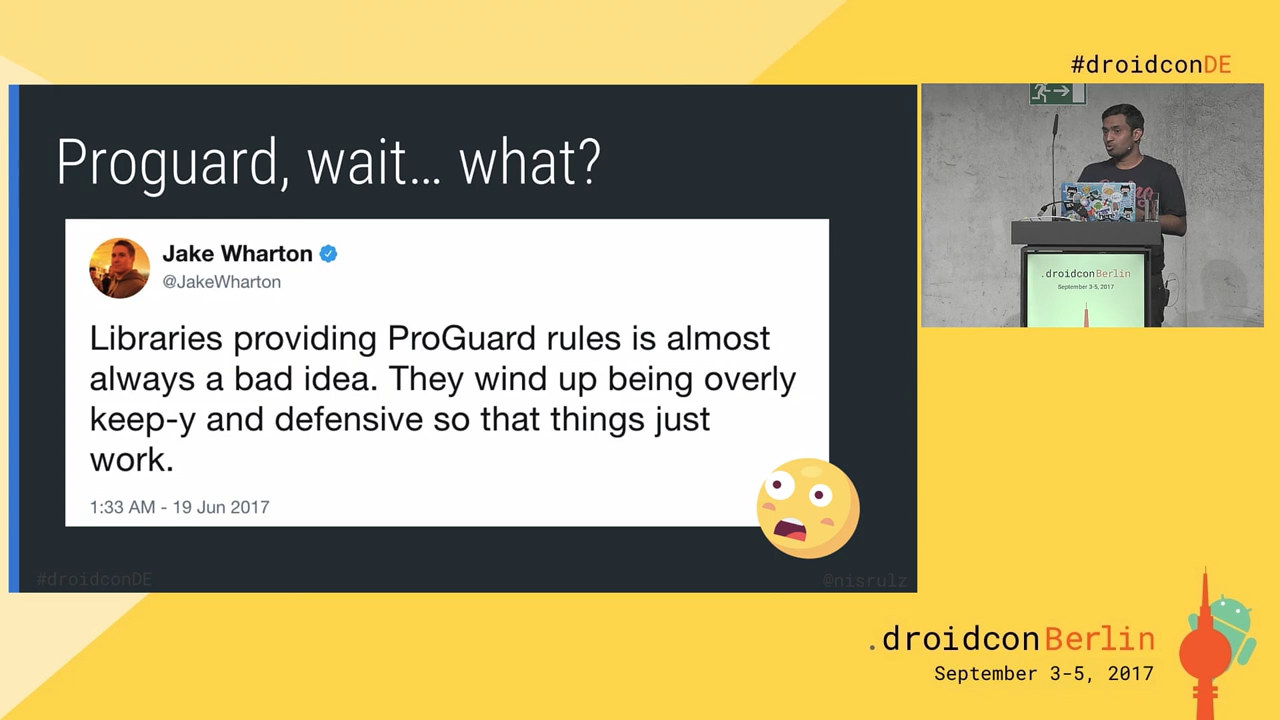 #droidconDE
Proguard, wait... what?
Jake Wharton
@JakeWharton
Libraries providing ProGuard rules is almost
always a bad idea. They wind up being overly
keep-y and defensive so that things just
work.
1:33 AM - 19 Jun 2017
#droidconDE
@nisrulz
.droidconBerlin
September 3-5, 2017
.droidconBerlin
September 3-5, 2017